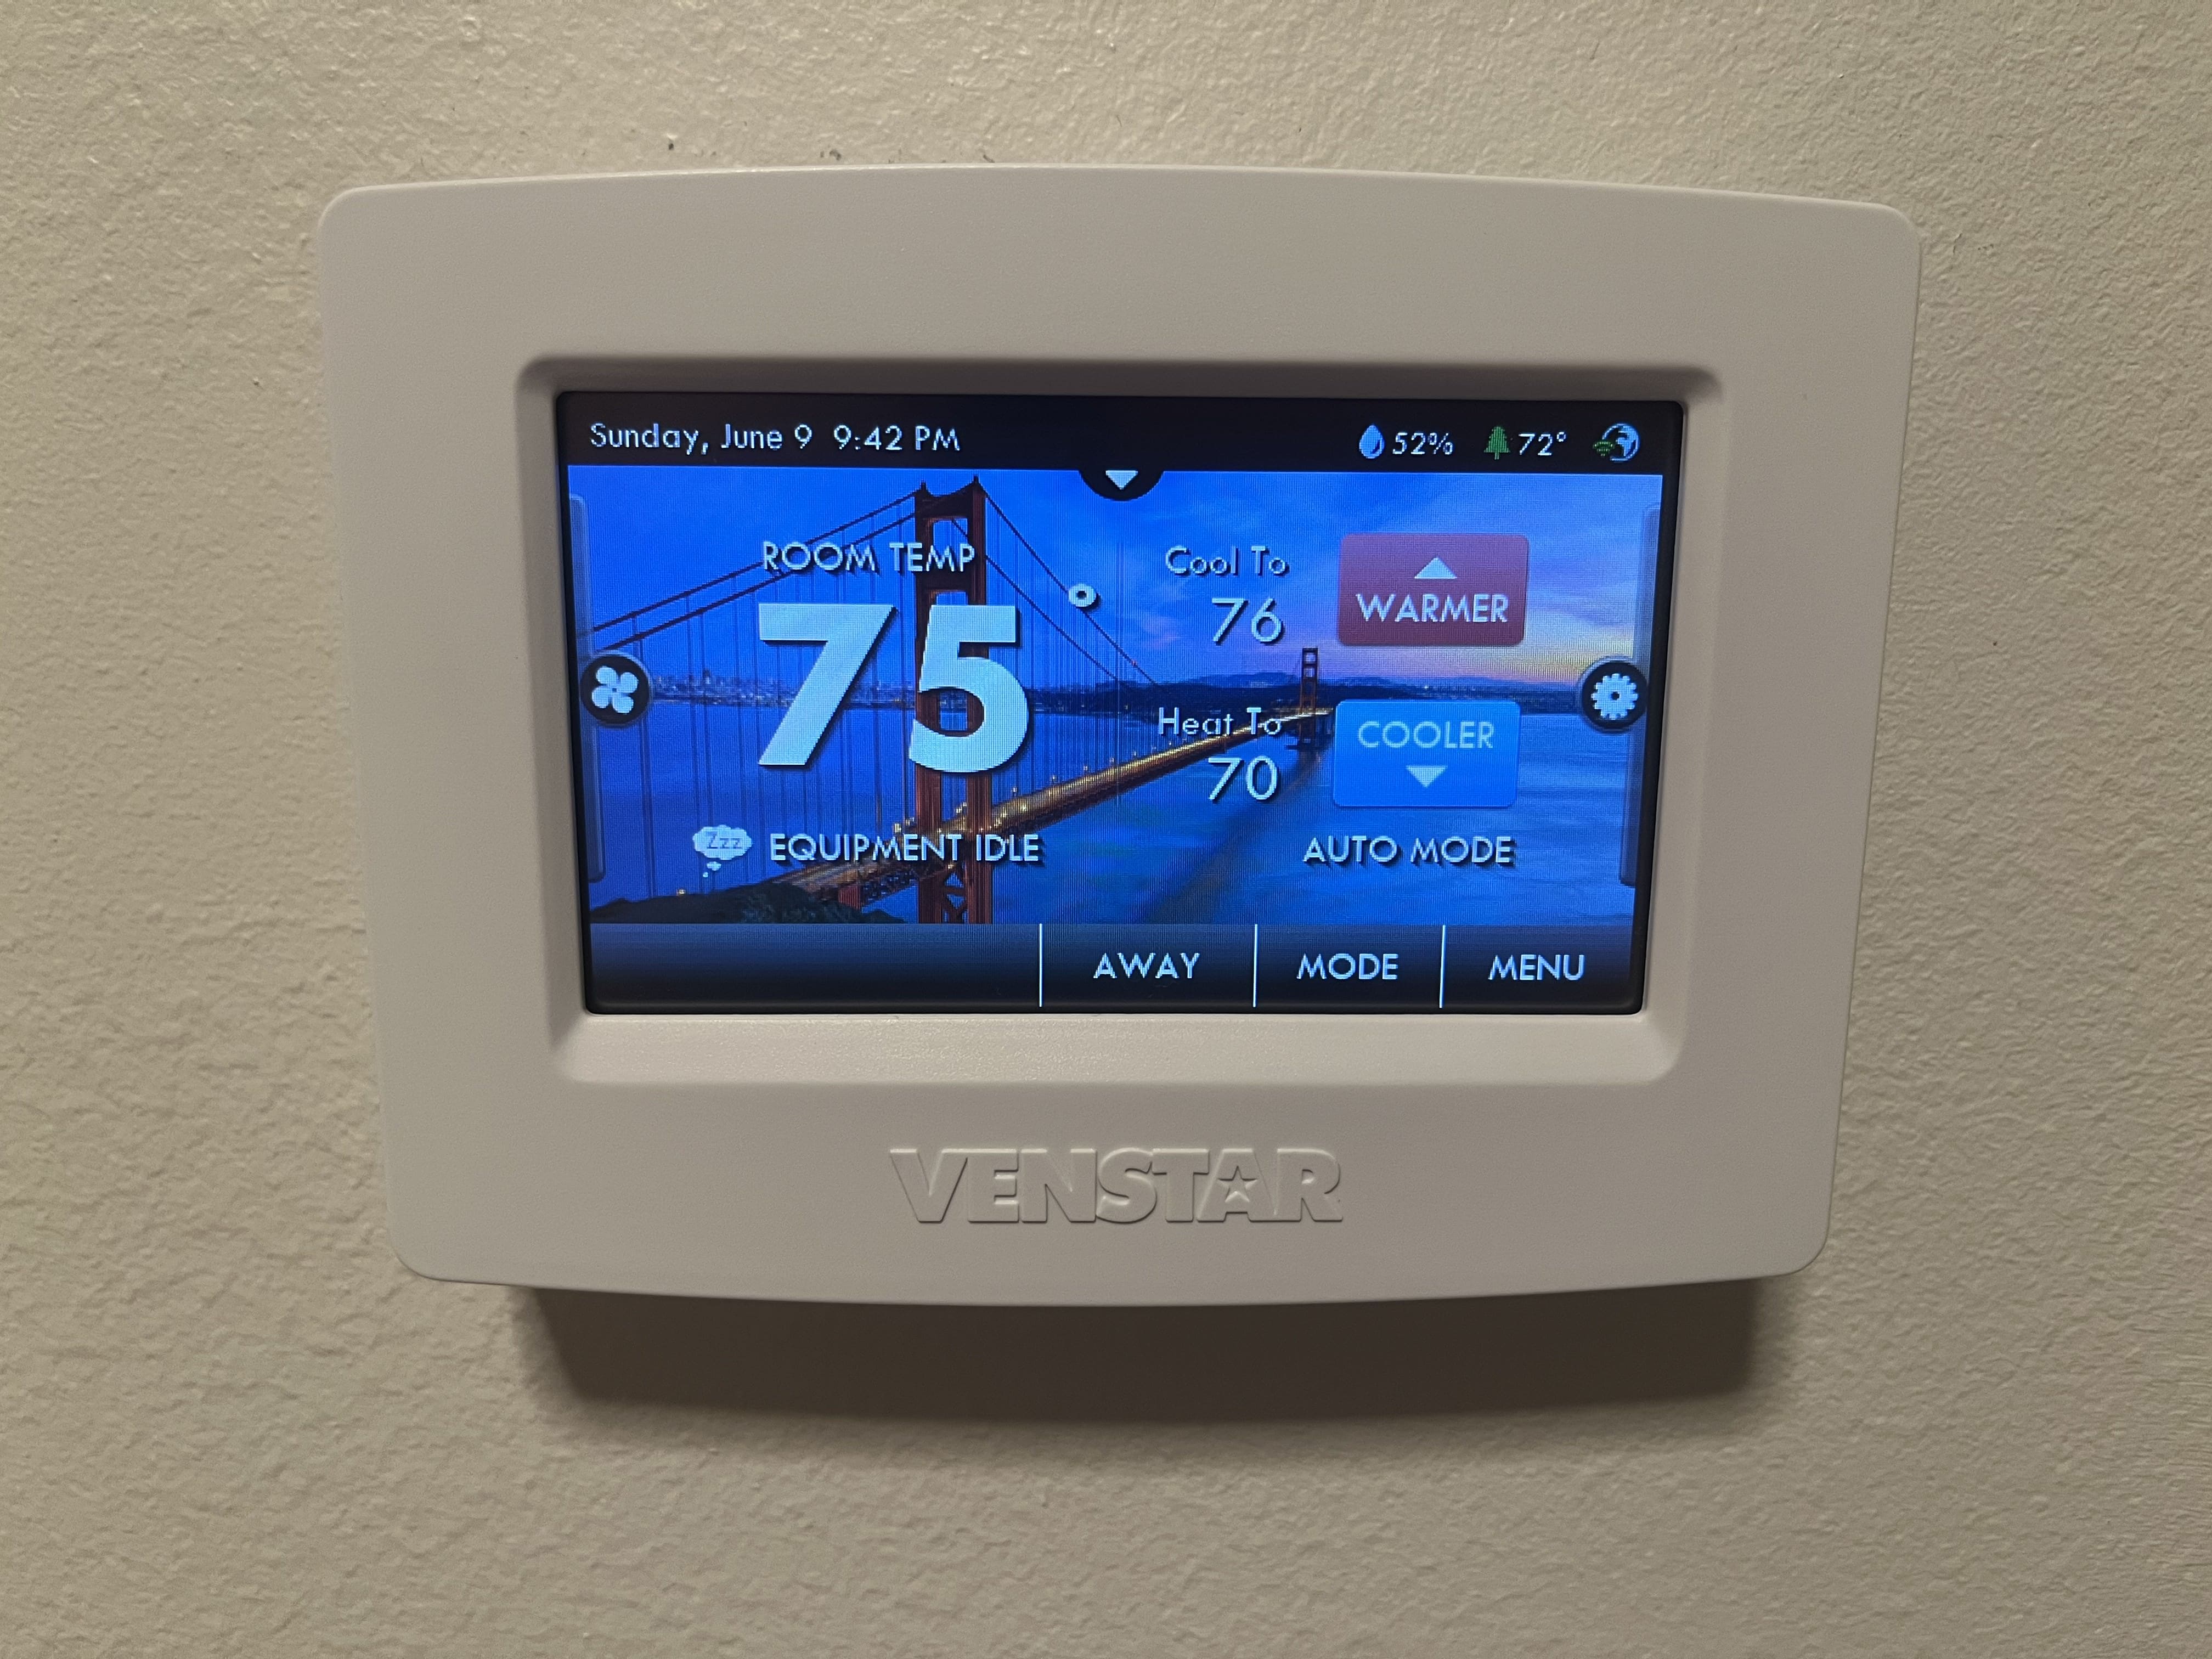 Sunday, June 9 9:42 PM
52% 72°
ROOM TEMP
75°
Cool To
76
WARMER
Heat To
70
COOLER
Zzz EQUIPMENT IDLE
AUTO MODE
AWAY MODE MENU
VENSTAR